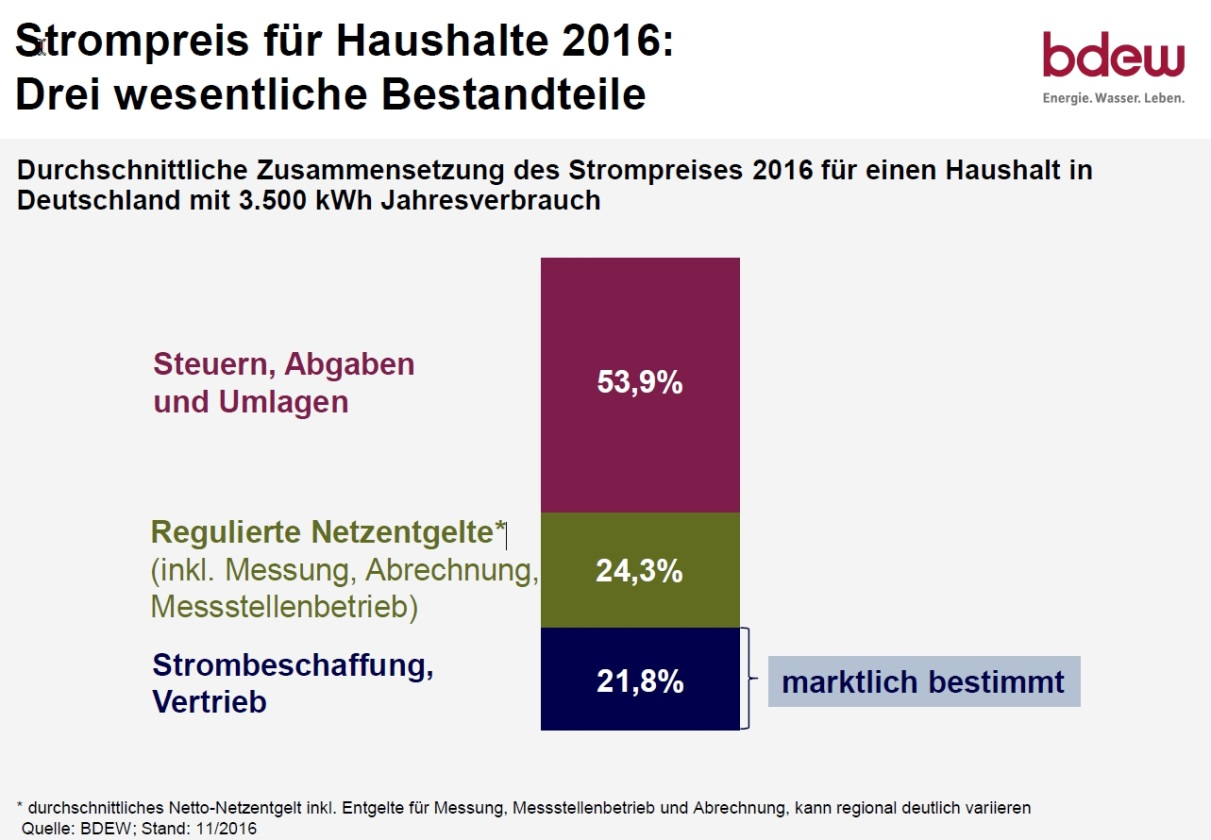 Strompreis für Haushalte 2016:
Drei wesentliche Bestandteile
bdew
Energie. Wasser. Leben.
Durchschnittliche Zusammensetzung des Strompreises 2016 für einen Haushalt in
Deutschland mit 3.500 kWh Jahresverbrauch
Steuern, Abgaben
und Umlagen
53,9%
Regulierte Netzentgelte*
(inkl. Messung, Abrechnung,
Messstellenbetrieb)
24,3%
Strombeschaffung,
Vertrieb
21,8%
marktlich bestimmt
* durchschnittliches Netto-Netzentgelt inkl. Entgelte für Messung, Messstellenbetrieb und Abrechnung, kann regional deutlich variieren
Quelle: BDEW; Stand: 11/2016